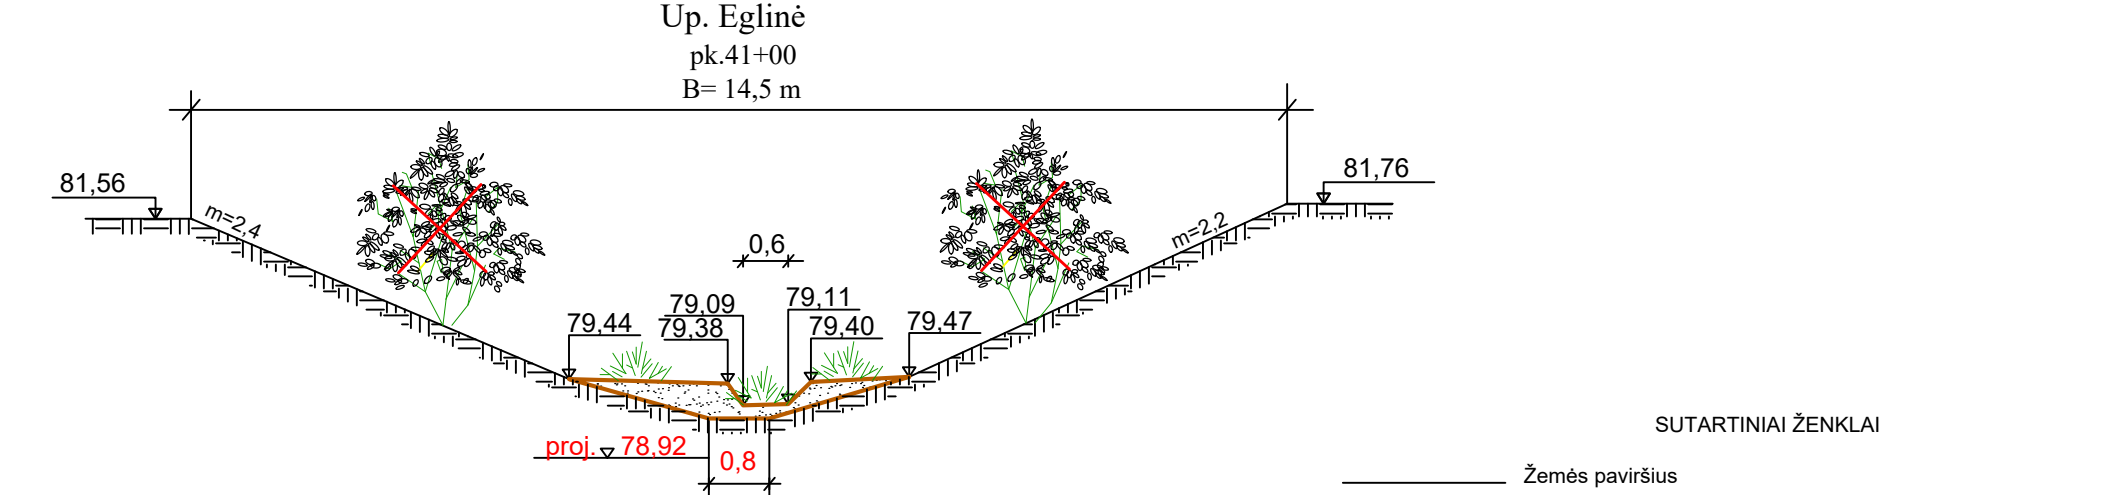 Up. Eglinė
pk.41+00
B= 14,5 m
81,56
81,76
m=2,4
m=2,2
0,6
79,09
79,11
79,44
79,38
79,40
79,47
proj. 78,92
0,8
SUTARTINIAI ŽENKLAI
Žemės paviršius